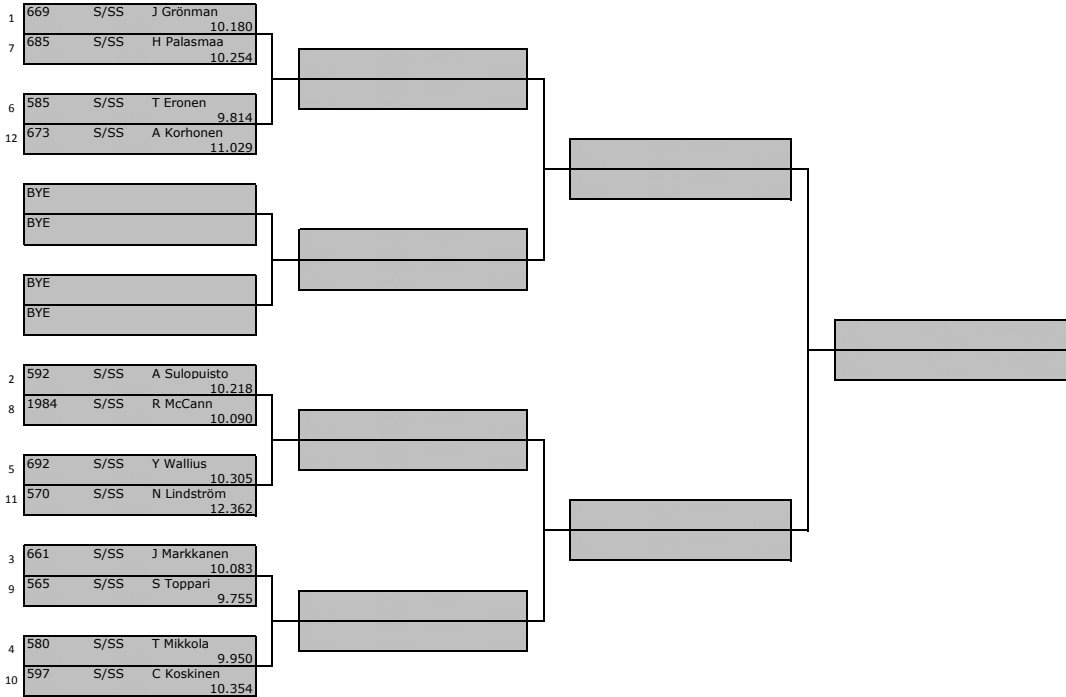 1 669 S/SS J Grönman
10.180
7 685 S/SS H Palasmaa
10.254
6 585 S/SS T Eronen
9.814
12 673 S/SS A Korhonen
11.029
BYE
BYE
BYE
BYE
2 592 S/SS A Sulopuisto
10.218
8 1984 S/SS R McCann
10.090
5 692 S/SS Y Wallius
10.305
11 570 S/SS N Lindström
12.362
3 661 S/SS J Markkanen
10.083
9 565 S/SS S Toppari
9.755
4 580 S/SS T Mikkola
9.950
10 597 S/SS C Koskinen
10.354